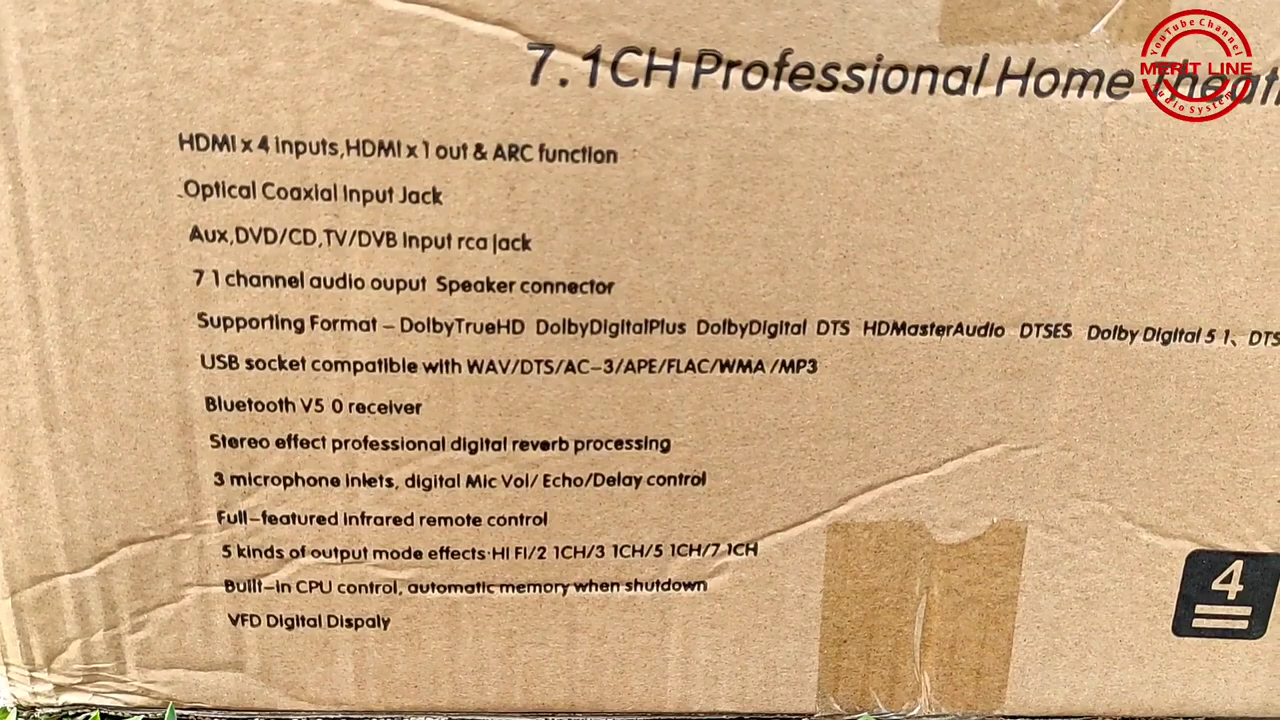 YouTube Channel
MERIT LINE
Audio System
7.1CH Professional Home Theat
HDMI x 4 inputs,HDMI x 1 out & ARC function
Optical Coaxial Input Jack
Aux,DVD/CD,TV/DVB Input rca jack
7 1 channel audio ouput Speaker connector
Supporting Format – DolbyTrueHD DolbyDigitalPlus DolbyDigital DTS HDMasterAudio DTSES Dolby Digital 5 1、DTS
USB socket compatible with WAV/DTS/AC–3/APE/FLAC/WMA /MP3
Bluetooth V5 0 receiver
Stereo effect professional digital reverb processing
3 microphone inlets, digital Mic Vol/ Echo/Delay control
Full–featured infrared remote control
5 kinds of output mode effects·HI FI/2 1CH/3 1CH/5 1CH/7 1CH
Built–in CPU control, automatic memory when shutdown
VFD Digital Dispaly
4